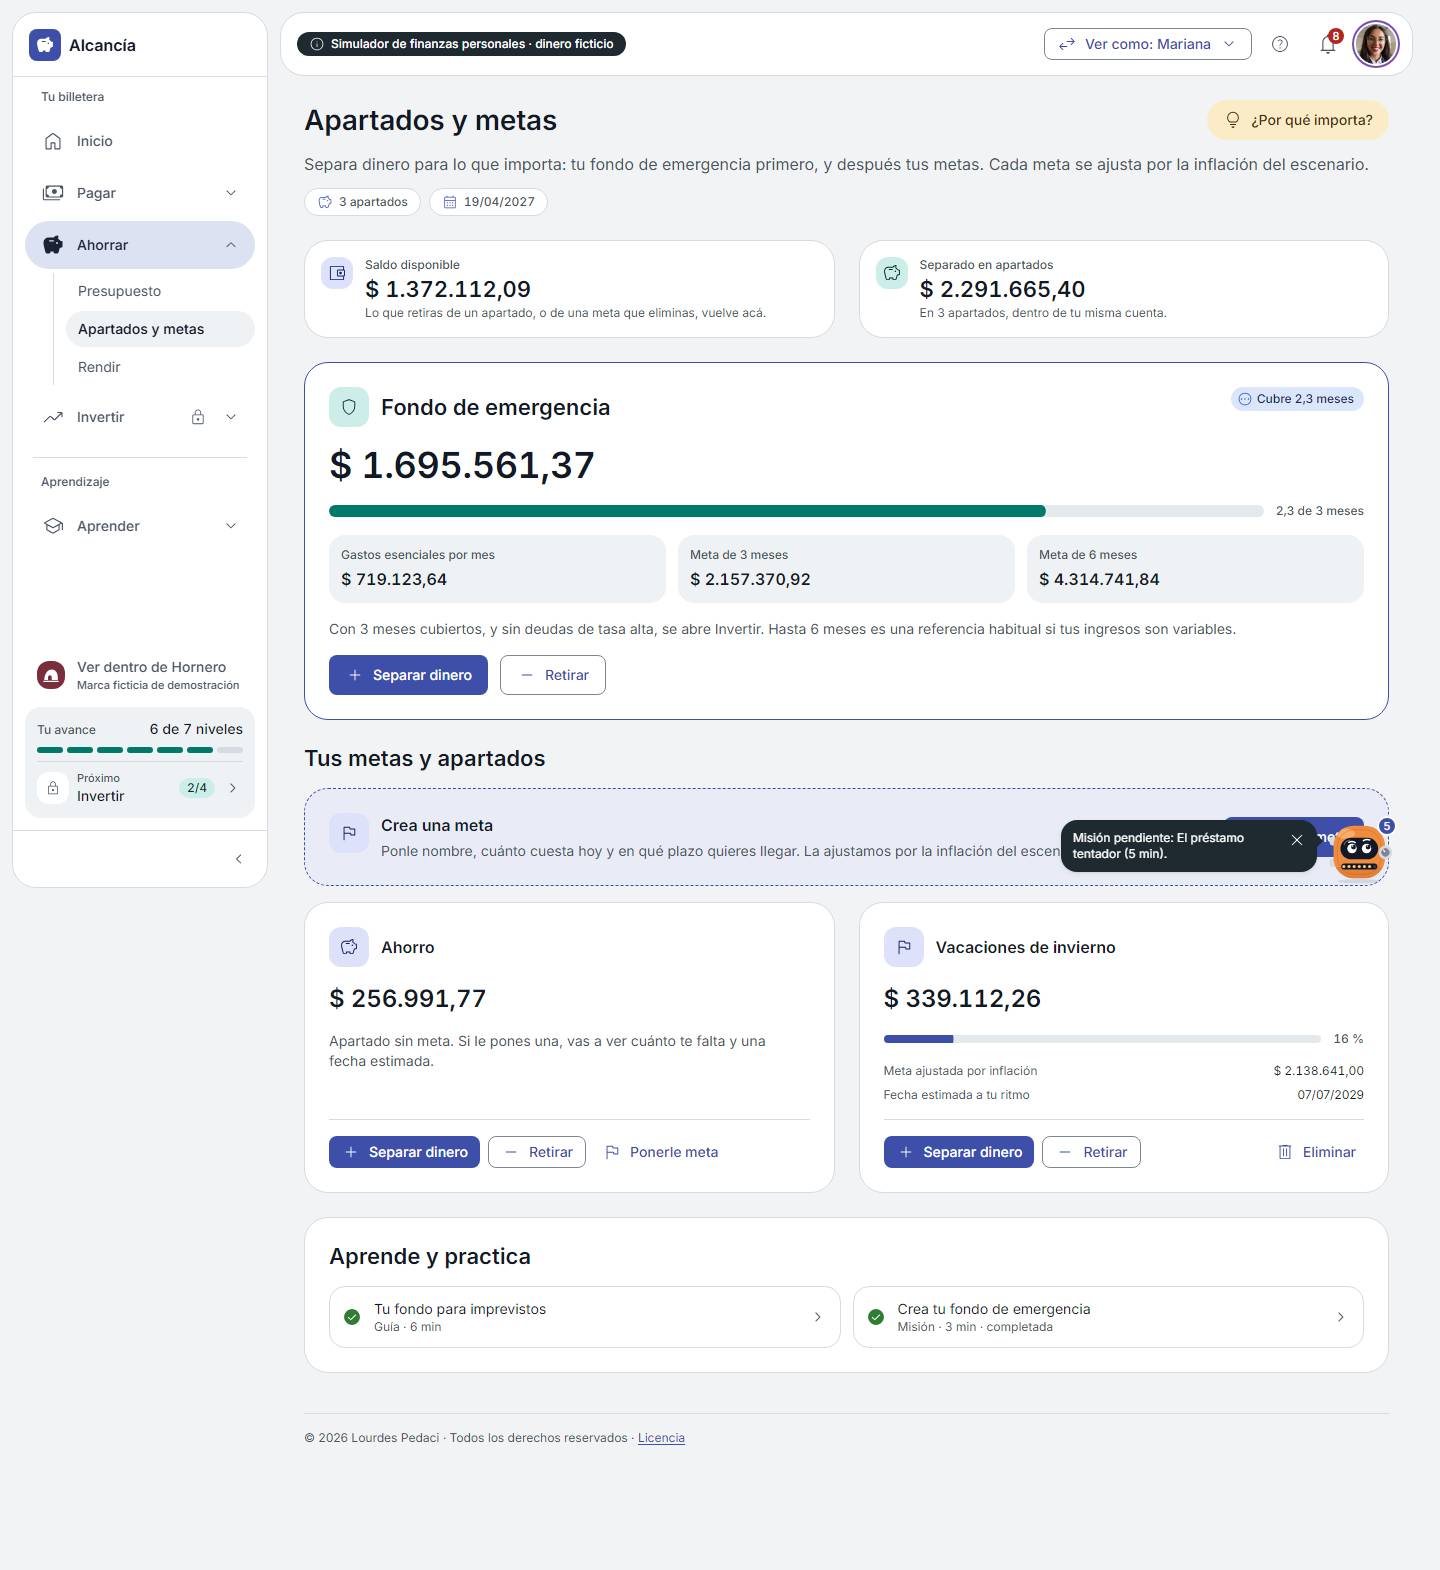 Alcancía
Simulador de finanzas personales · dinero ficticio
Ver como: Mariana
8
Tu billetera
Inicio
Pagar
Ahorrar
Presupuesto
Apartados y metas
Rendir
Invertir
Aprendizaje
Aprender
Ver dentro de Hornero
Marca ficticia de demostración
Tu avance
6 de 7 niveles
Próximo
Invertir
2/4
Apartados y metas
¿Por qué importa?
Separa dinero para lo que importa: tu fondo de emergencia primero, y después tus metas. Cada meta se ajusta por la inflación del escenario.
3 apartados
19/04/2027
Saldo disponible
$ 1.372.112,09
Lo que retiras de un apartado, o de una meta que eliminas, vuelve acá.
Separado en apartados
$ 2.291.665,40
En 3 apartados, dentro de tu misma cuenta.
Fondo de emergencia
Cubre 2,3 meses
$ 1.695.561,37
2,3 de 3 meses
Gastos esenciales por mes
$ 719.123,64
Meta de 3 meses
$ 2.157.370,92
Meta de 6 meses
$ 4.314.741,84
Con 3 meses cubiertos, y sin deudas de tasa alta, se abre Invertir. Hasta 6 meses es una referencia habitual si tus ingresos son variables.
Separar dinero
Retirar
Tus metas y apartados
Crea una meta
Ponle nombre, cuánto cuesta hoy y en qué plazo quieres llegar. La ajustamos por la inflación del
Misión pendiente: El préstamo
tentador (5 min).
5
Ahorro
$ 256.991,77
Apartado sin meta. Si le pones una, vas a ver cuánto te falta y una
fecha estimada.
Separar dinero
Retirar
Ponerle meta
Vacaciones de invierno
$ 339.112,26
16 %
Meta ajustada por inflación
$ 2.138.641,00
Fecha estimada a tu ritmo
07/07/2029
Separar dinero
Retirar
Eliminar
Aprende y practica
Tu fondo para imprevistos
Guía · 6 min
Crea tu fondo de emergencia
Misión · 3 min · completada
© 2026 Lourdes Pedaci · Todos los derechos reservados · Licencia